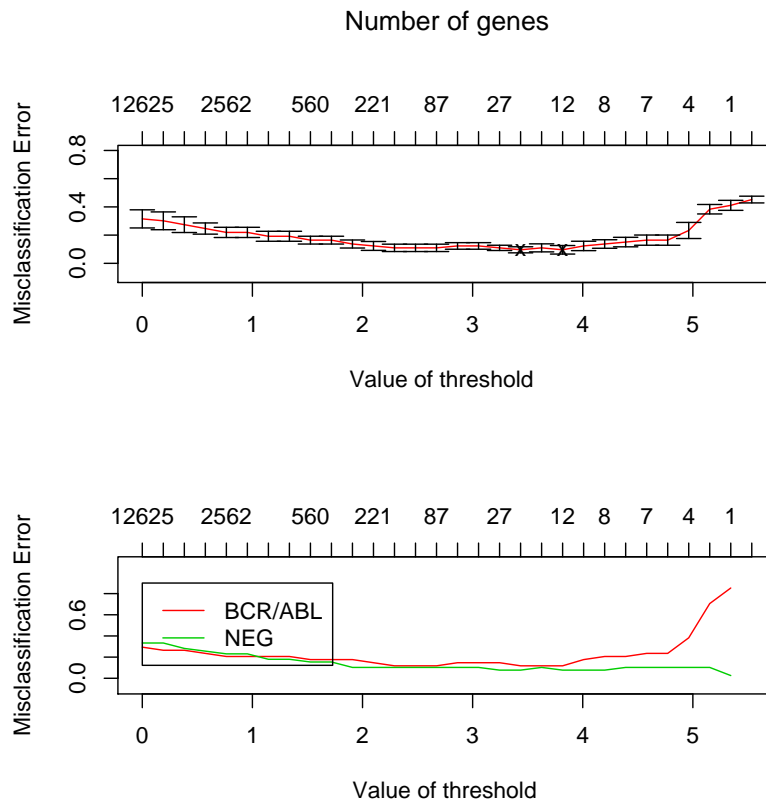 Number of genes
12625 2562 560 221 87 27 12 8 7 4 1
Misclassification Error
0.8
0.4
0.0
x x
0 1 2 3 4 5
Value of threshold
12625 2562 560 221 87 27 12 8 7 4 1
Misclassification Error
0.6
0.0
BCR/ABL
NEG
0 1 2 3 4 5
Value of threshold